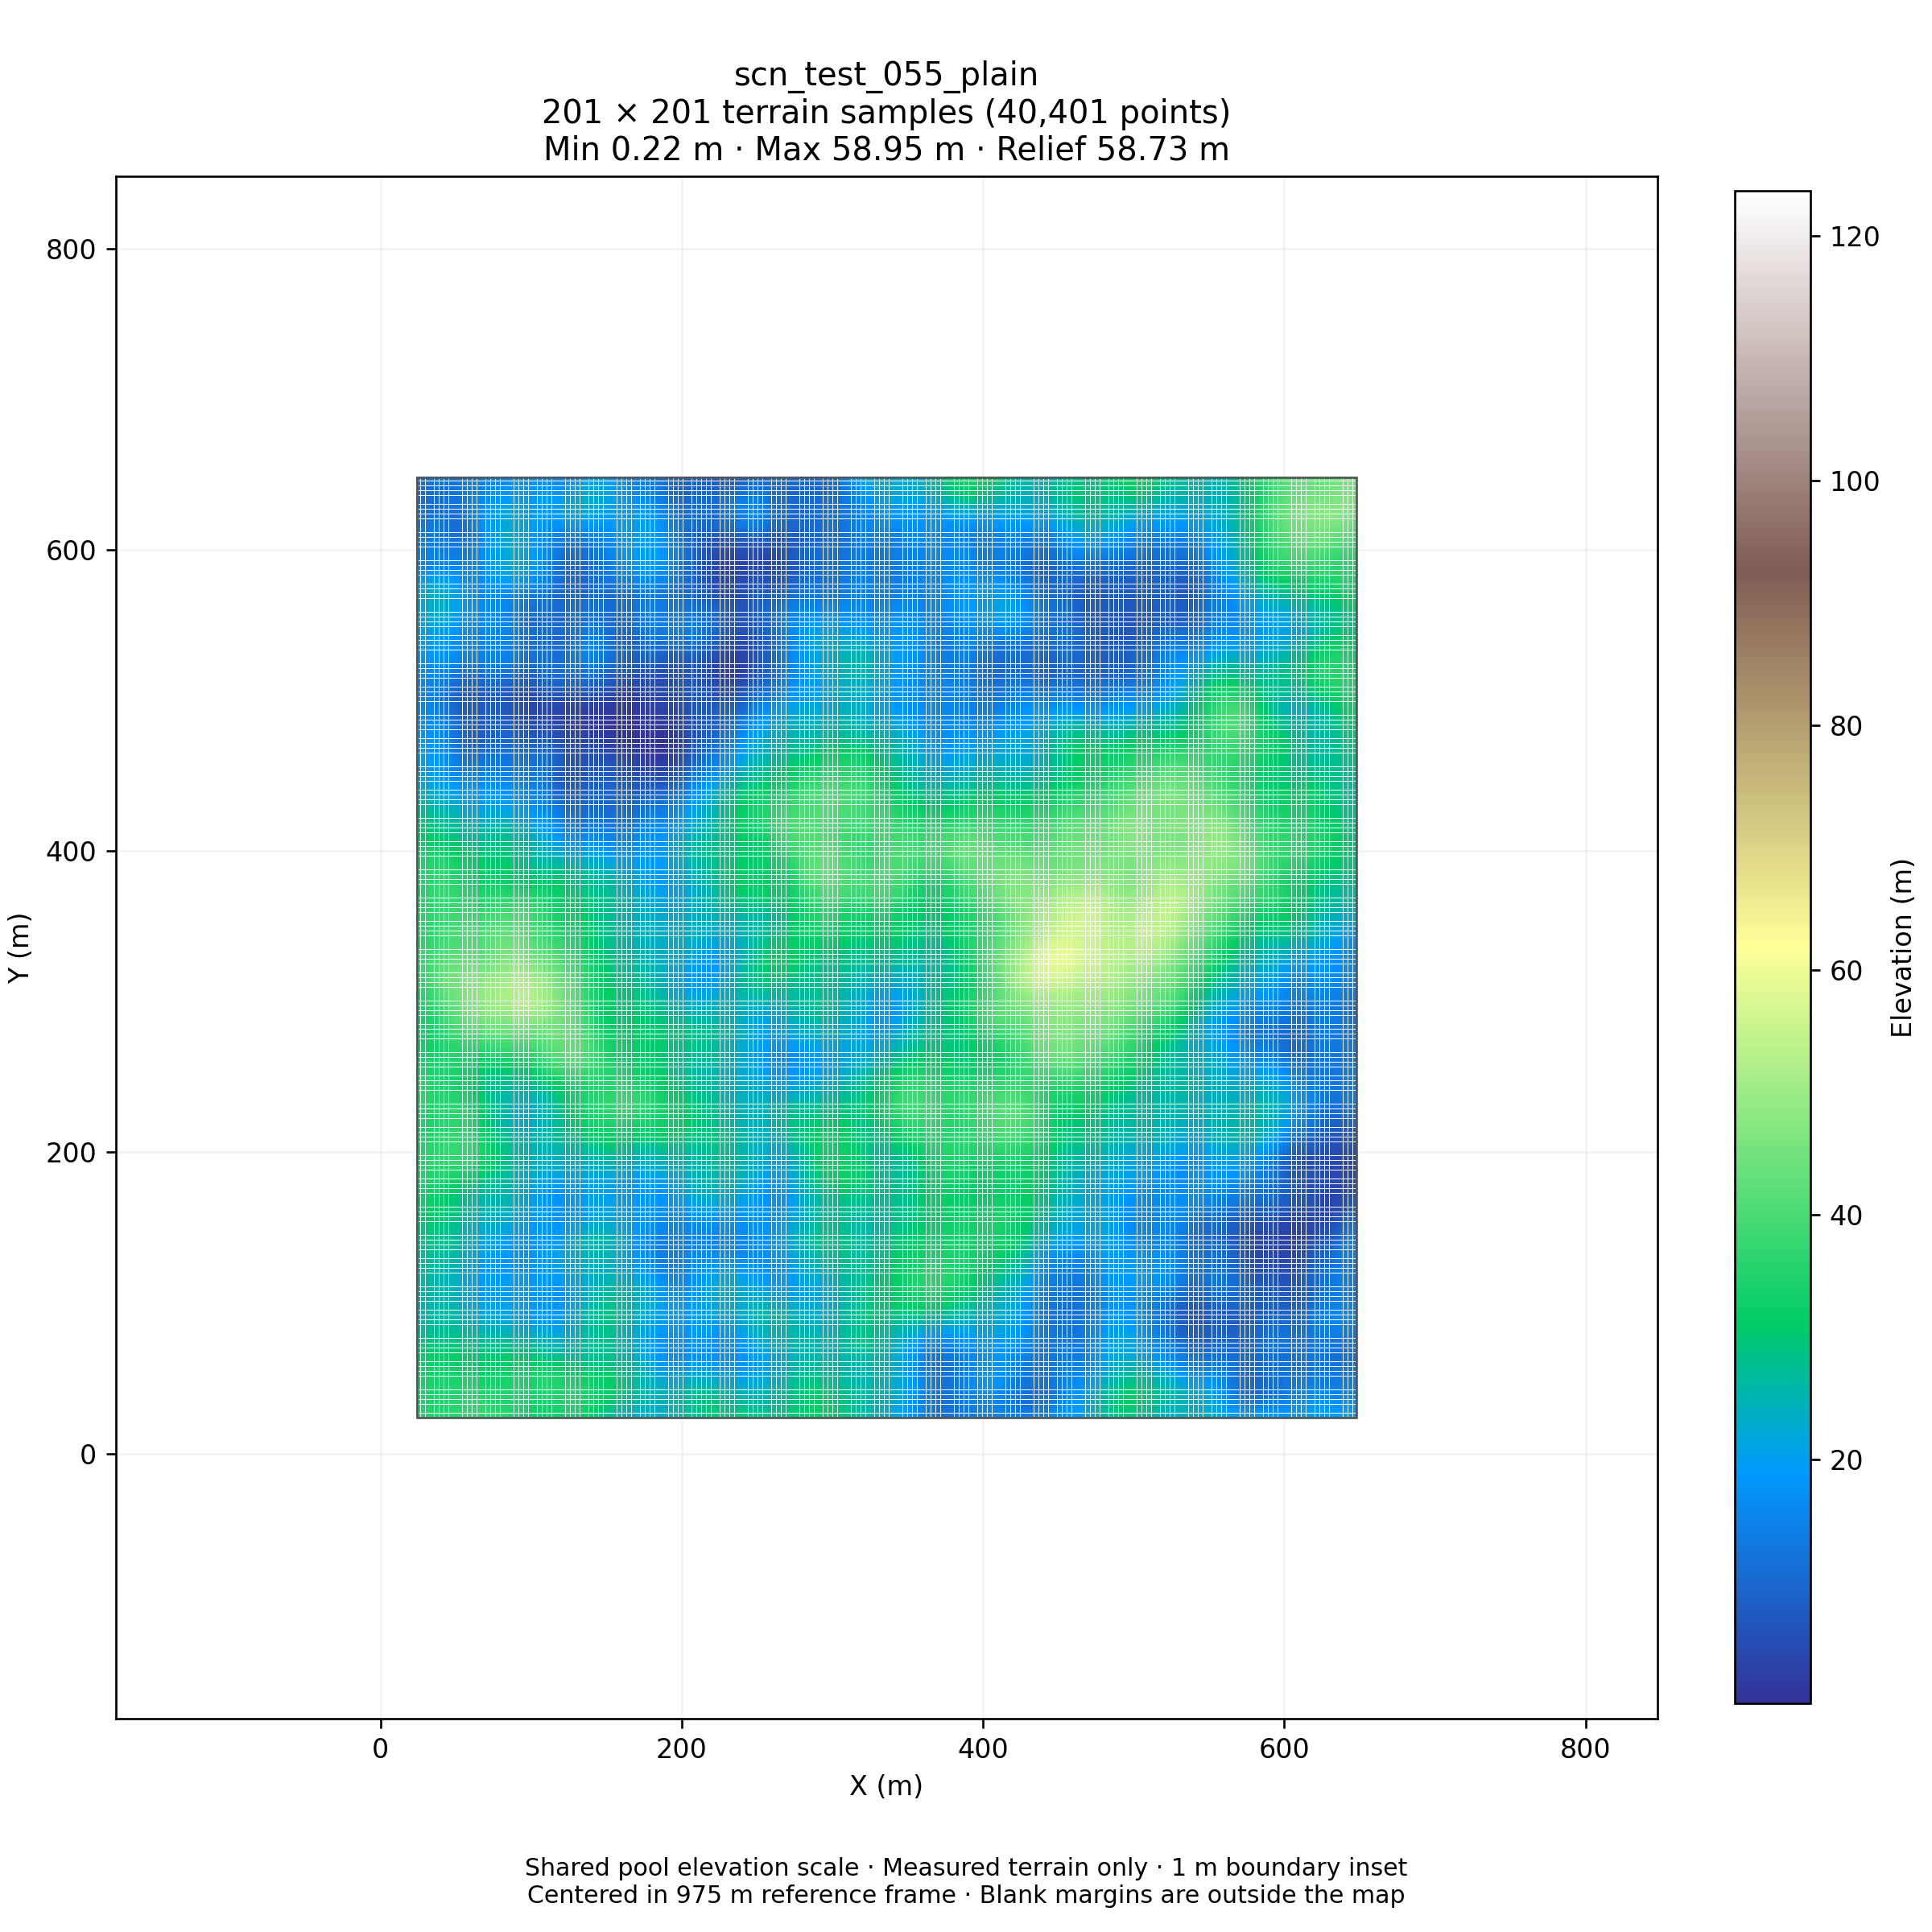 scn_test_055_plain
201 × 201 terrain samples (40,401 points)
Min 0.22 m · Max 58.95 m · Relief 58.73 m
800
600
400
200
0
Y (m)
0 200 400 600 800
X (m)
120
100
80
60
40
20
Elevation (m)
Shared pool elevation scale · Measured terrain only · 1 m boundary inset
Centered in 975 m reference frame · Blank margins are outside the map